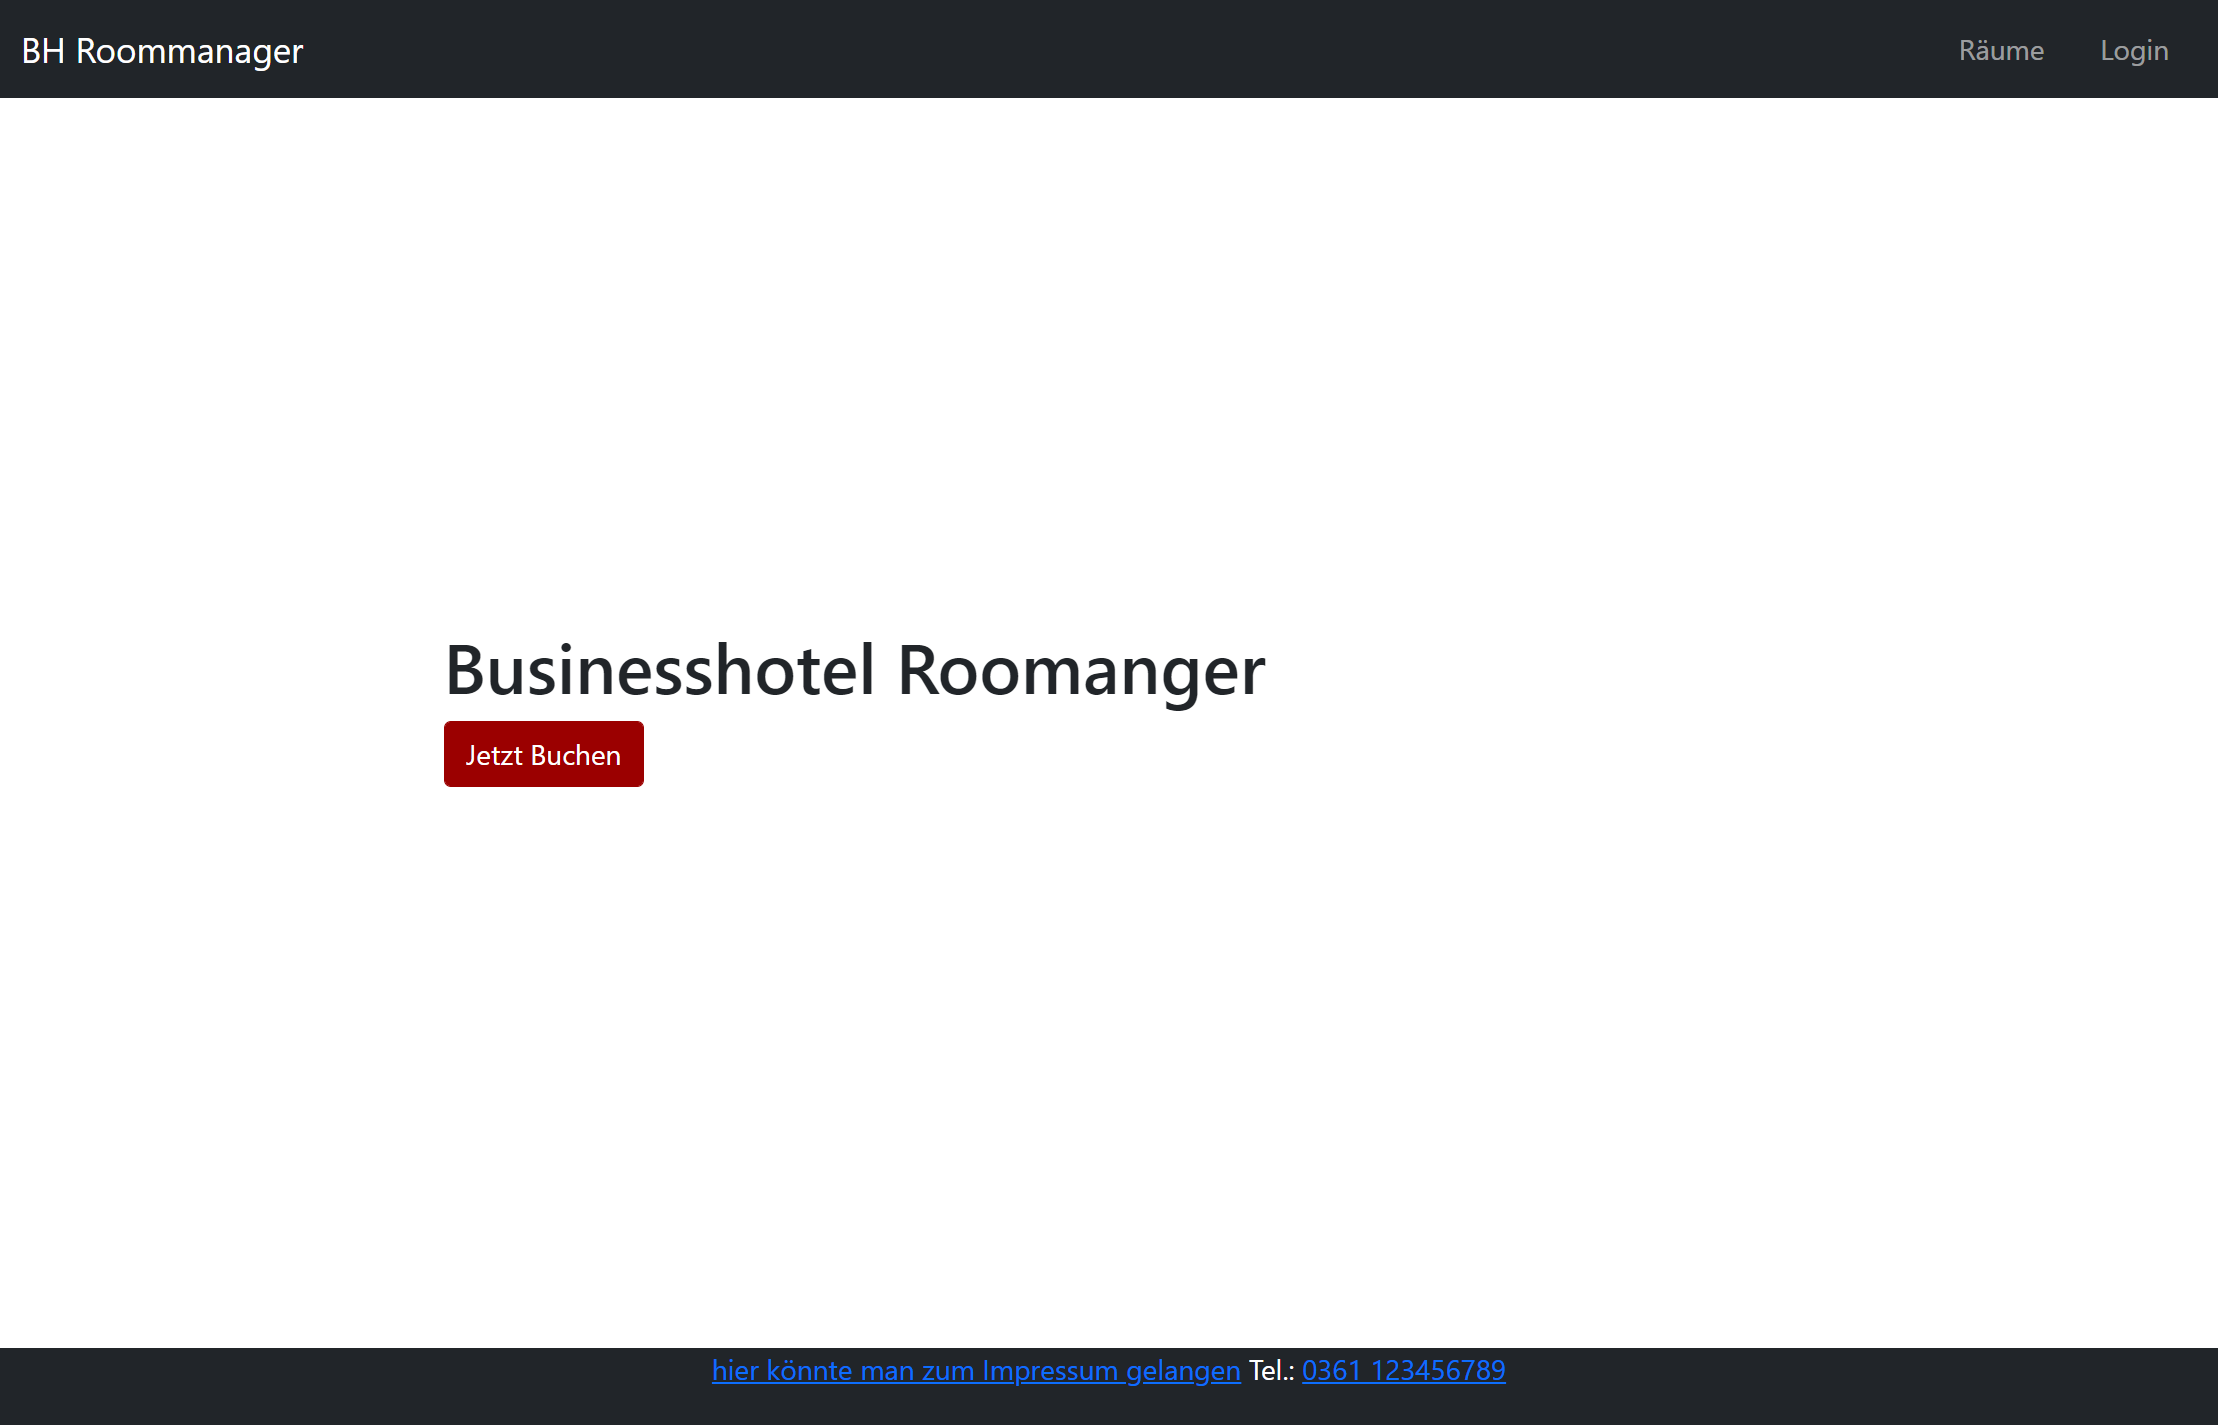 BH Roommanager Räume Login
Businesshotel Roomanger
Jetzt Buchen
hier könnte man zum Impressum gelangen Tel.: 0361 123456789